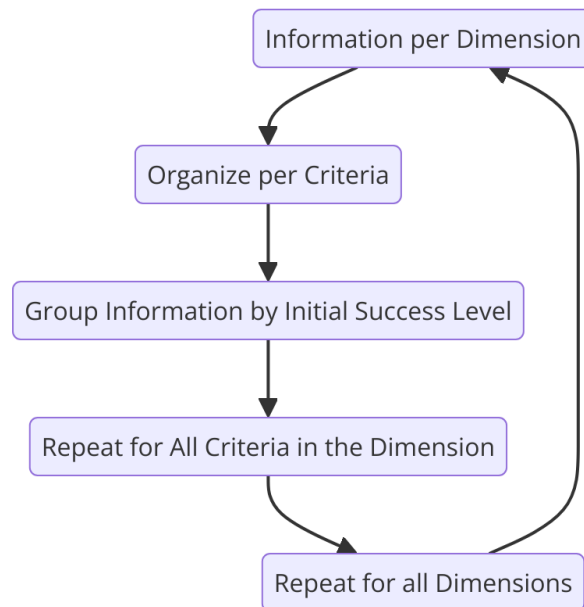 Information per Dimension
Organize per Criteria
Group Information by Initial Success Level
Repeat for All Criteria in the Dimension
Repeat for all Dimensions